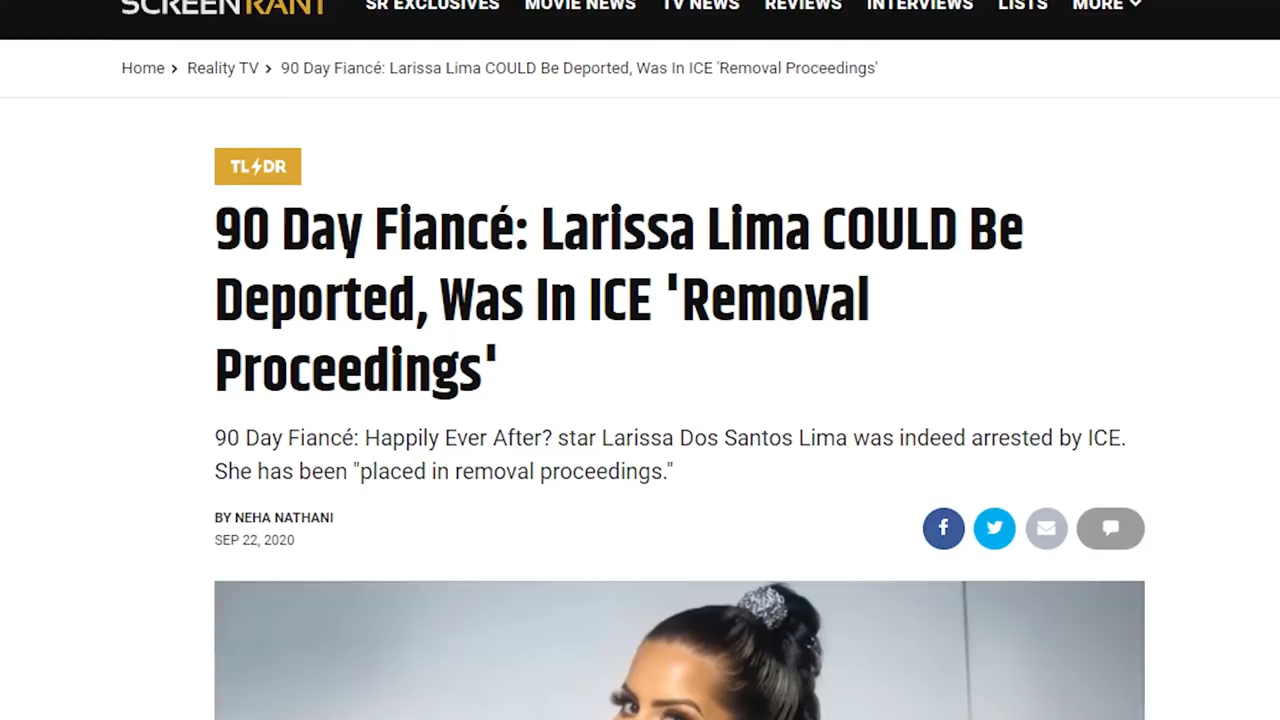 SCREENRANT SR EXCLUSIVES MOVIE NEWS TV NEWS REVIEWS INTERVIEWS LISTS MORE
Home > Reality TV > 90 Day Fiancé: Larissa Lima COULD Be Deported, Was In ICE 'Removal Proceedings'
TL⚡DR
90 Day Fiancé: Larissa Lima COULD Be
Deported, Was In ICE 'Removal
Proceedings'
90 Day Fiancé: Happily Ever After? star Larissa Dos Santos Lima was indeed arrested by ICE.
She has been "placed in removal proceedings."
BY NEHA NATHANI
SEP 22, 2020